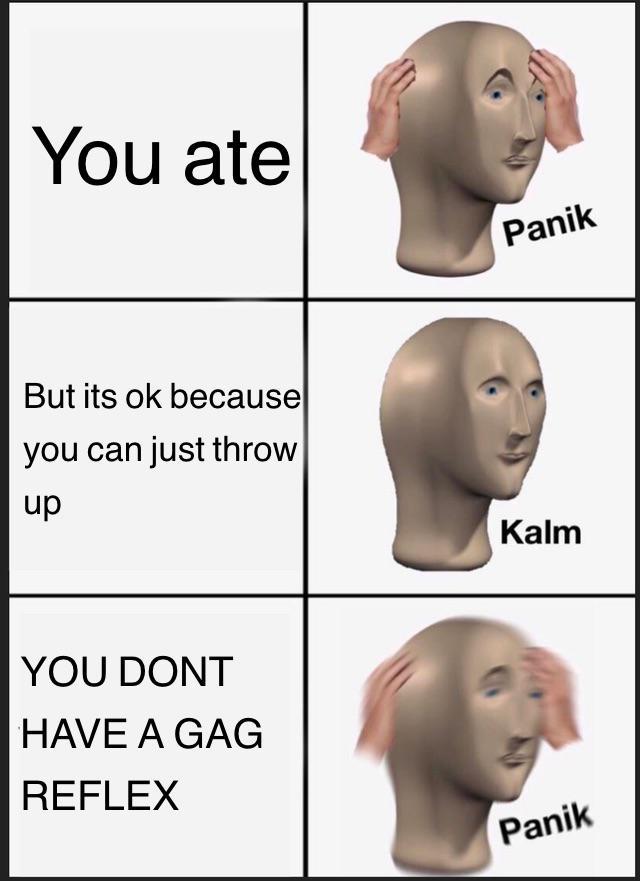 You ate
Panik
But its ok because
you can just throw
up
Kalm
YOU DONT
HAVE A GAG
REFLEX
Panik